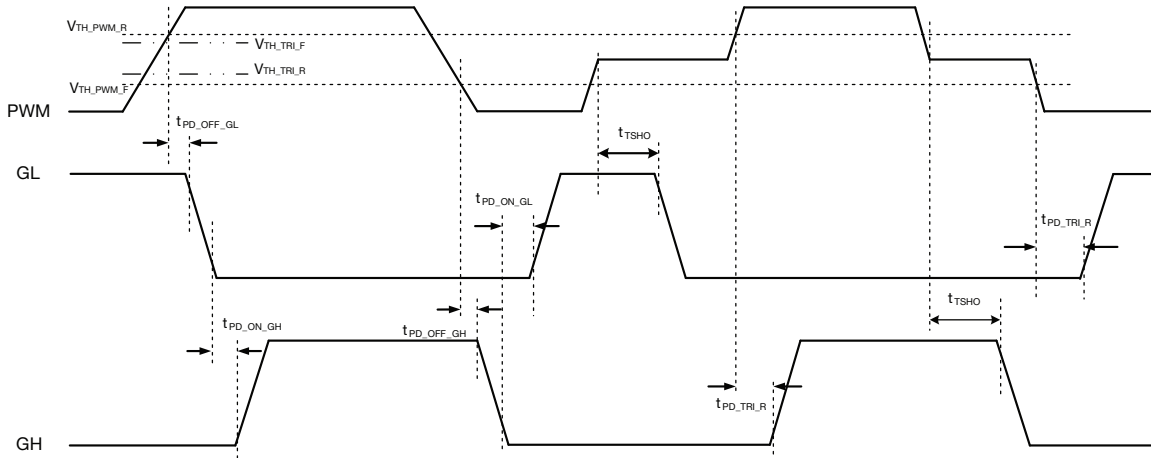 VTH_PWM_R
VTH_TRI_F
VTH_TRI_R
VTH_PWM_F
PWM
tPD_OFF_GL
tTSHO
GL
tPD_ON_GL
tPD_TRI_R
tTSHO
tPD_ON_GH
tPD_OFF_GH
tPD_TRI_R
GH